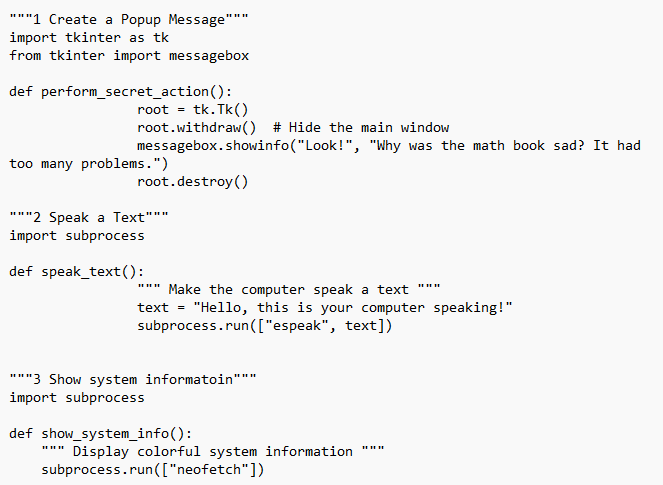 """1 Create a Popup Message"""
import tkinter as tk
from tkinter import messagebox

def perform_secret_action():
                root = tk.Tk()
                root.withdraw()  # Hide the main window
                messagebox.showinfo("Look!", "Why was the math book sad? It had
too many problems.")
                root.destroy()

"""2 Speak a Text"""
import subprocess

def speak_text():
                """ Make the computer speak a text """
                text = "Hello, this is your computer speaking!"
                subprocess.run(["espeak", text])


"""3 Show system informatoin"""
import subprocess

def show_system_info():
    """ Display colorful system information """
    subprocess.run(["neofetch"])